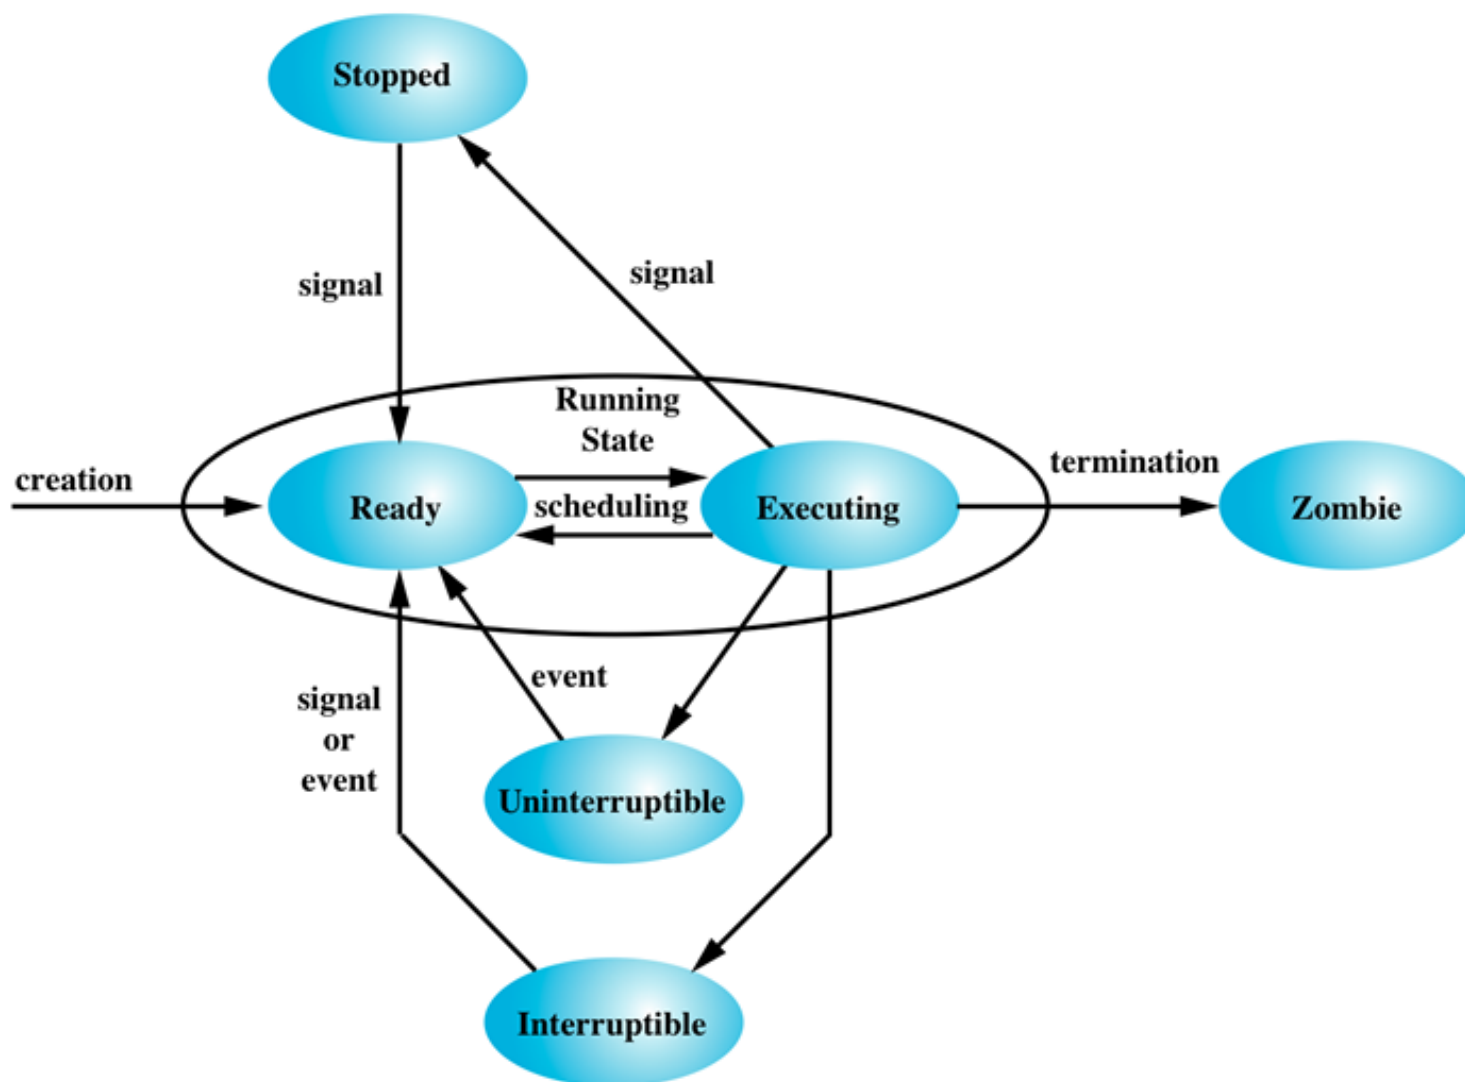 Stopped
signal
signal
Running
State
creation
Ready
scheduling
Executing
termination
Zombie
event
signal
or
event
Uninterruptible
Interruptible